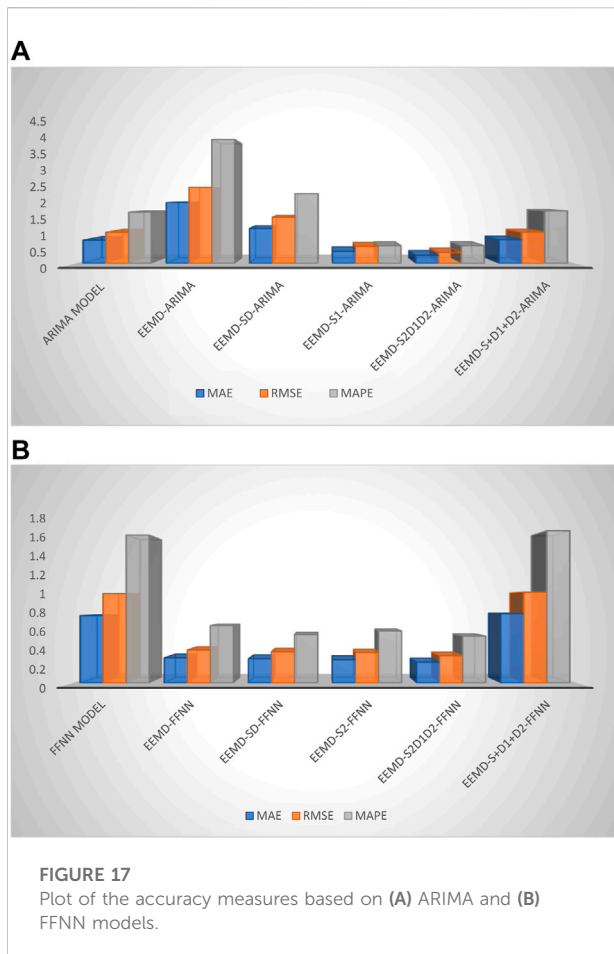 A
4.5
4
3.5
3
2.5
2
1.5
1
0.5
0
ARIMA MODEL
EEMD-ARIMA
EEMD-SD-ARIMA
EEMD-S1-ARIMA
EEMD-S2D1D2-ARIMA
EEMD-S+D1+D2-ARIMA
MAE RMSE MAPE
B
1.8
1.6
1.4
1.2
1
0.8
0.6
0.4
0.2
0
FFNN MODEL
EEMD-FFNN
EEMD-SD-FFNN
EEMD-S2-FFNN
EEMD-S2D1D2-FFNN
EEMD-S+D1+D2-FFNN
MAE RMSE MAPE
FIGURE 17
Plot of the accuracy measures based on (A) ARIMA and (B)
FFNN models.